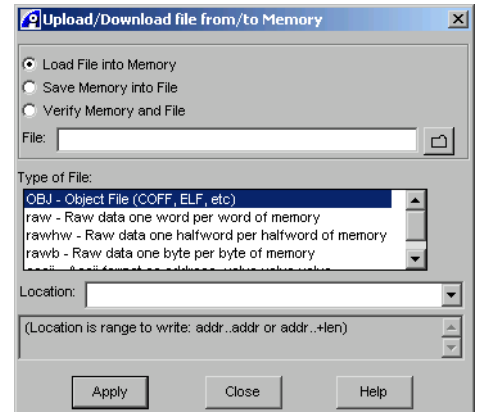 Upload/Download file from/to Memory
Load File into Memory
Save Memory into File
Verify Memory and File
File:
Type of File:
OBJ - Object File (COFF, ELF, etc)
raw - Raw data one word per word of memory
rawhw - Raw data one halfword per halfword of memory
rawb - Raw data one byte per byte of memory
Location:
(Location is range to write: addr..addr or addr..+len)
Apply Close Help